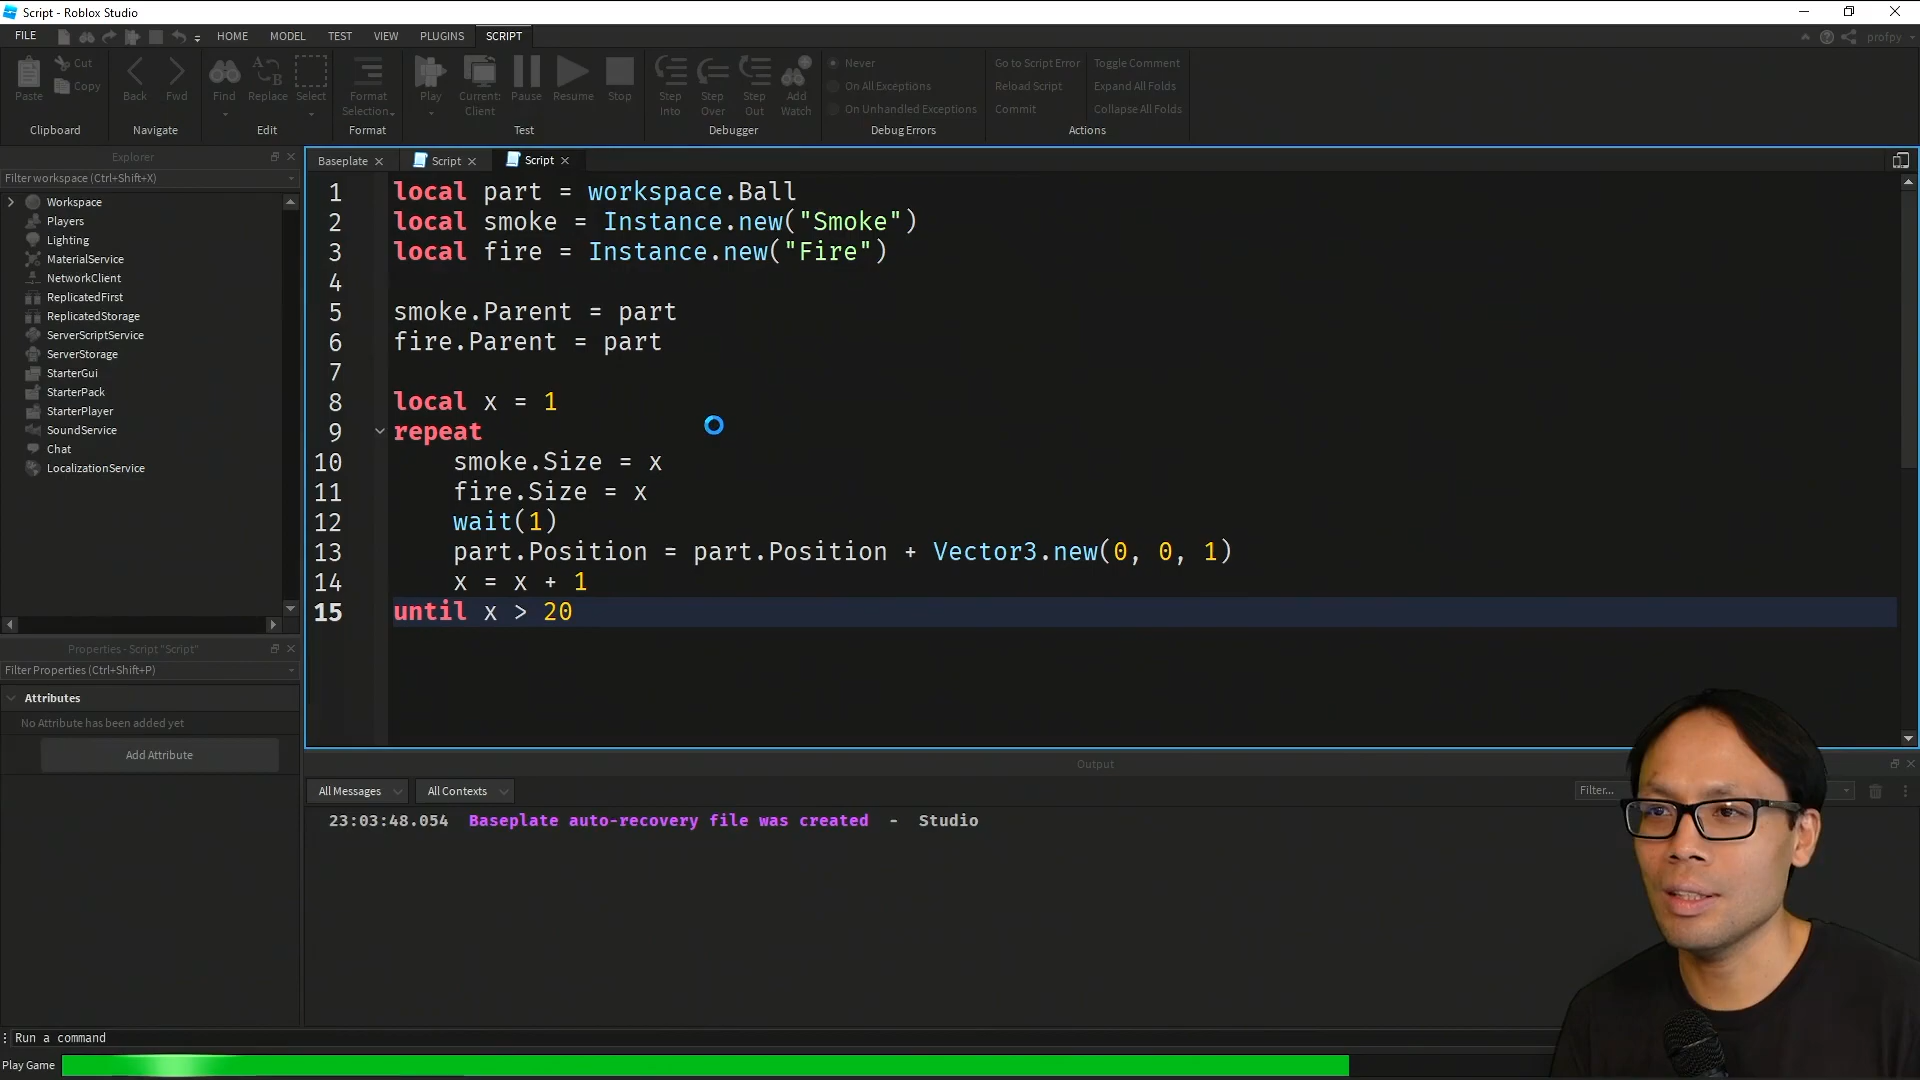 Script - Roblox Studio
FILE HOME MODEL TEST VIEW PLUGINS SCRIPT profpy
Paste Cut Copy Clipboard
Back Fwd Navigate
Find Replace Select Edit
Format Selection Format
Play Current: Client Pause Resume Stop Test
Step Into Step Over Step Out Add Watch Debugger
Never
On All Exceptions
On Unhandled Exceptions
Debug Errors
Go to Script Error Toggle Comment
Reload Script Expand All Folds
Commit Collapse All Folds
Actions
Explorer
Filter workspace (Ctrl+Shift+X)
Workspace
Players
Lighting
MaterialService
NetworkClient
ReplicatedFirst
ReplicatedStorage
ServerScriptService
ServerStorage
StarterGui
StarterPack
StarterPlayer
SoundService
Chat
LocalizationService
Properties - Script "Script"
Filter Properties (Ctrl+Shift+P)
Attributes
No Attribute has been added yet
Add Attribute
Baseplate Script Script
1 local part = workspace.Ball
2 local smoke = Instance.new("Smoke")
3 local fire = Instance.new("Fire")
4
5 smoke.Parent = part
6 fire.Parent = part
7
8 local x = 1
9 repeat
10 smoke.Size = x
11 fire.Size = x
12 wait(1)
13 part.Position = part.Position + Vector3.new(0, 0, 1)
14 x = x + 1
15 until x > 20
Output
All Messages All Contexts Filter...
23:03:48.054 Baseplate auto-recovery file was created - Studio
Run a command
Play Game